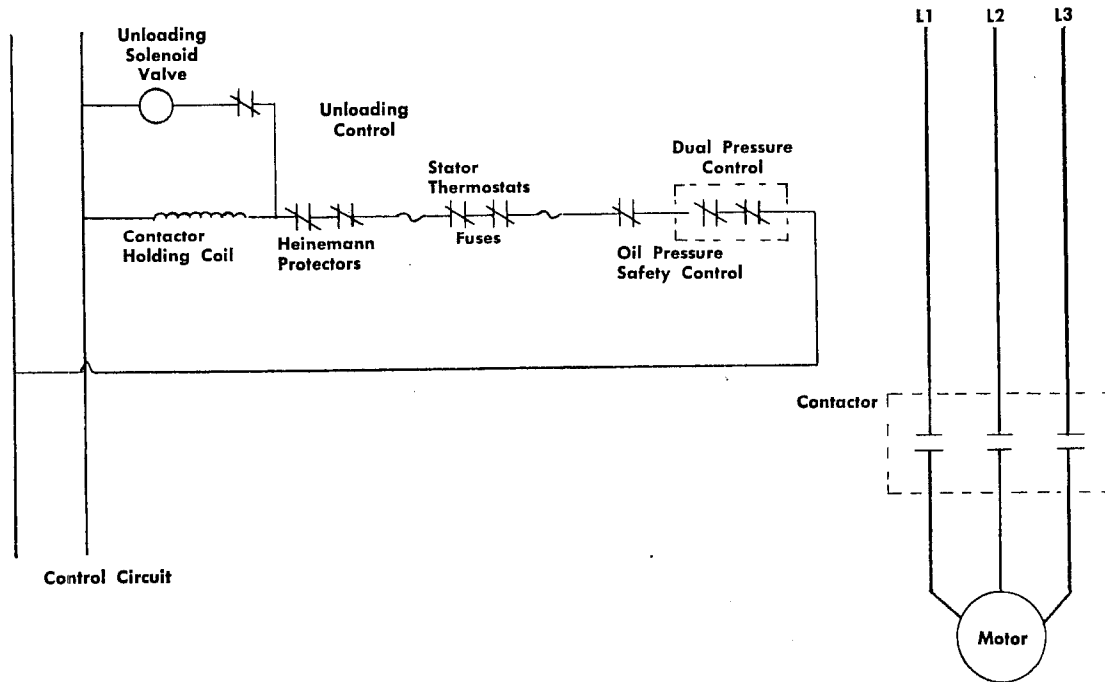 L1 L2 L3
Unloading
Solenoid
Valve
Unloading
Control
Stator
Thermostats
Dual Pressure
Control
Contactor
Holding Coil
Heinemann
Protectors
Fuses
Oil Pressure
Safety Control
Contactor
Control Circuit
Motor